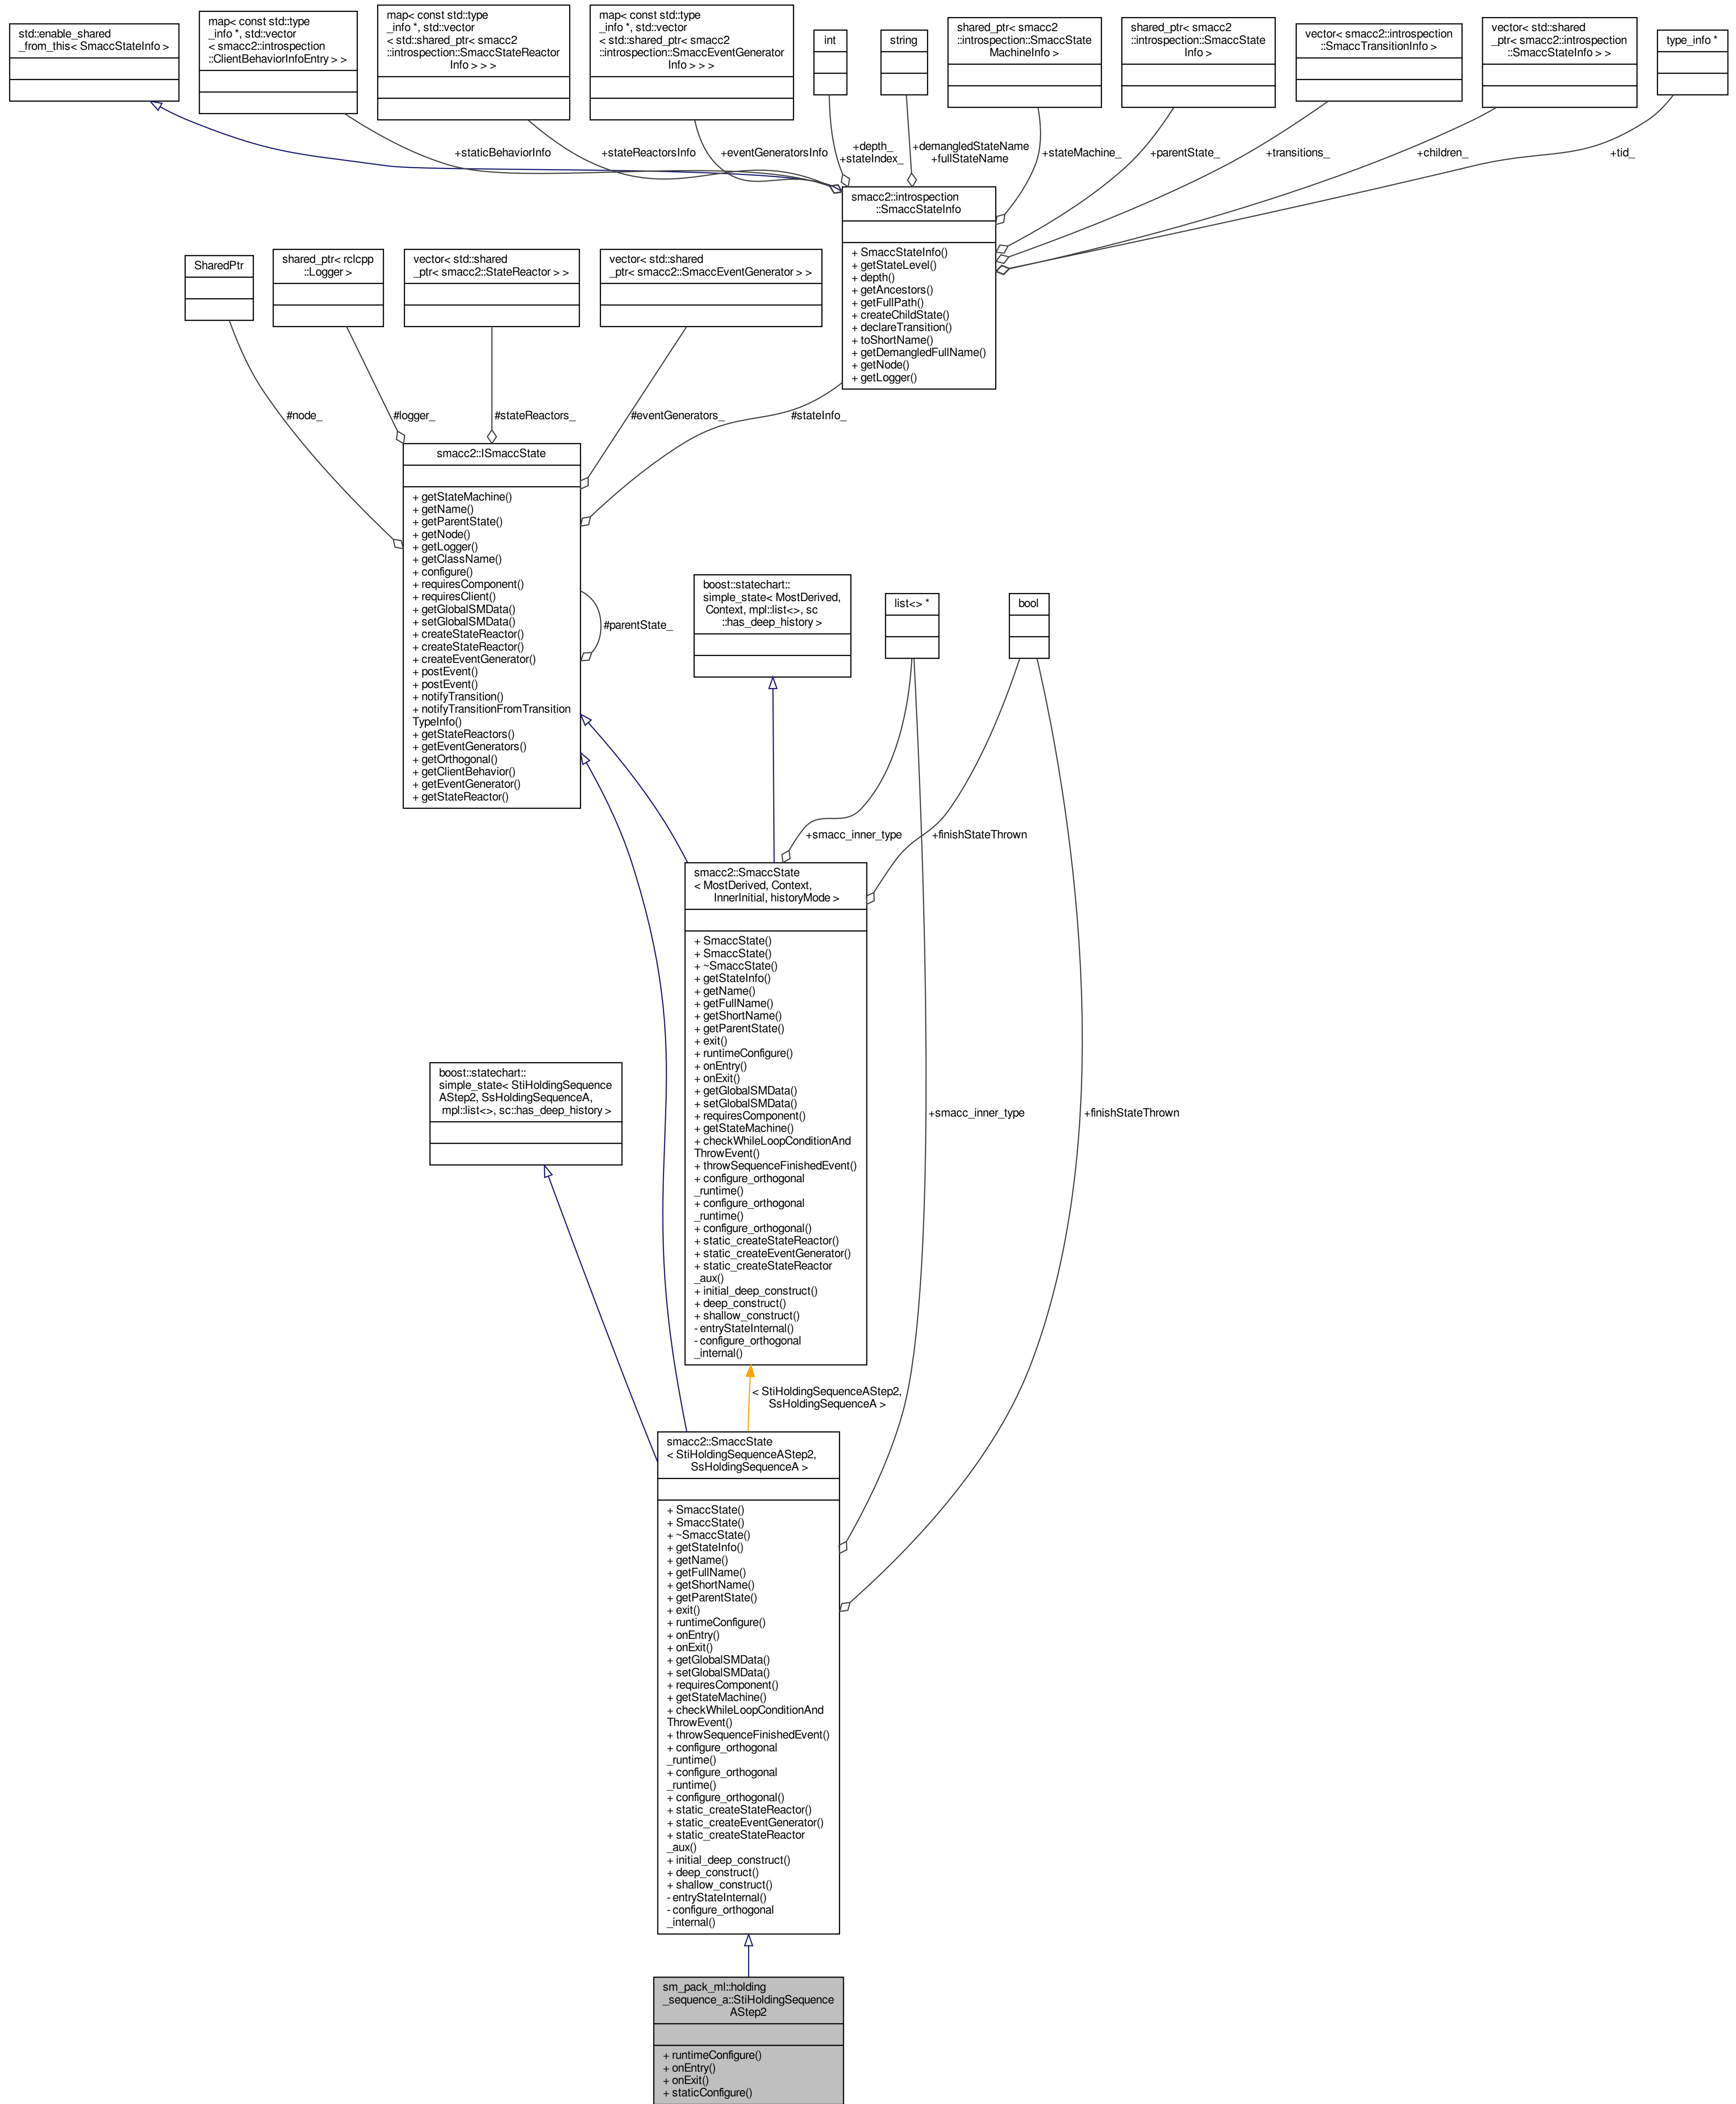 std::enable_shared
_from_this< SmaccStateInfo >
map< const std::type
_info *, std::vector
< smacc2::introspection
::ClientBehaviorInfoEntry > >
map< const std::type
_info *, std::vector
< std::shared_ptr< smacc2
::introspection::SmaccStateReactor
Info > > >
map< const std::type
_info *, std::vector
< std::shared_ptr< smacc2
::introspection::SmaccEventGenerator
Info > > >
int
string
shared_ptr< smacc2
::introspection::SmaccState
MachineInfo >
shared_ptr< smacc2
::introspection::SmaccState
Info >
vector< smacc2::introspection
::SmaccTransitionInfo >
vector< std::shared
_ptr< smacc2::introspection
::SmaccStateInfo > >
type_info *
+staticBehaviorInfo
+stateReactorsInfo
+eventGeneratorsInfo
+depth_
+stateIndex_
+demangledStateName
+fullStateName
+stateMachine_
+parentState_
+transitions_
+children_
+tid_
smacc2::introspection
::SmaccStateInfo
+ SmaccStateInfo()
+ getStateLevel()
+ depth()
+ getAncestors()
+ getFullPath()
+ createChildState()
+ declareTransition()
+ toShortName()
+ getDemangledFullName()
+ getNode()
+ getLogger()
SharedPtr
shared_ptr< rclcpp
::Logger >
vector< std::shared
_ptr< smacc2::StateReactor > >
vector< std::shared
_ptr< smacc2::SmaccEventGenerator > >
#node_
#logger_
#stateReactors_
#eventGenerators_
#stateInfo_
smacc2::ISmaccState
+ getStateMachine()
+ getName()
+ getParentState()
+ getNode()
+ getLogger()
+ getClassName()
+ configure()
+ requiresComponent()
+ requiresClient()
+ getGlobalSMData()
+ setGlobalSMData()
+ createStateReactor()
+ createStateReactor()
+ createEventGenerator()
+ postEvent()
+ postEvent()
+ notifyTransition()
+ notifyTransitionFromTransition
TypeInfo()
+ getStateReactors()
+ getEventGenerators()
+ getOrthogonal()
+ getClientBehavior()
+ getEventGenerator()
+ getStateReactor()
#parentState_
boost::statechart::
simple_state< MostDerived,
Context, mpl::list<>, sc
::has_deep_history >
list<> *
bool
+smacc_inner_type
+finishStateThrown
smacc2::SmaccState
< MostDerived, Context,
InnerInitial, historyMode >
+ SmaccState()
+ SmaccState()
+ ~SmaccState()
+ getStateInfo()
+ getName()
+ getFullName()
+ getShortName()
+ getParentState()
+ exit()
+ runtimeConfigure()
+ onEntry()
+ onExit()
+ getGlobalSMData()
+ setGlobalSMData()
+ requiresComponent()
+ getStateMachine()
+ checkWhileLoopConditionAnd
ThrowEvent()
+ throwSequenceFinishedEvent()
+ configure_orthogonal
_runtime()
+ configure_orthogonal
_runtime()
+ configure_orthogonal()
+ static_createStateReactor()
+ static_createEventGenerator()
+ static_createStateReactor
_aux()
+ initial_deep_construct()
+ deep_construct()
+ shallow_construct()
- entryStateInternal()
- configure_orthogonal
_internal()
boost::statechart::
simple_state< StiHoldingSequence
AStep2, SsHoldingSequenceA,
mpl::list<>, sc::has_deep_history >
+smacc_inner_type
+finishStateThrown
< StiHoldingSequenceAStep2,
SsHoldingSequenceA >
smacc2::SmaccState
< StiHoldingSequenceAStep2,
SsHoldingSequenceA >
+ SmaccState()
+ SmaccState()
+ ~SmaccState()
+ getStateInfo()
+ getName()
+ getFullName()
+ getShortName()
+ getParentState()
+ exit()
+ runtimeConfigure()
+ onEntry()
+ onExit()
+ getGlobalSMData()
+ setGlobalSMData()
+ requiresComponent()
+ getStateMachine()
+ checkWhileLoopConditionAnd
ThrowEvent()
+ throwSequenceFinishedEvent()
+ configure_orthogonal
_runtime()
+ configure_orthogonal
_runtime()
+ configure_orthogonal()
+ static_createStateReactor()
+ static_createEventGenerator()
+ static_createStateReactor
_aux()
+ initial_deep_construct()
+ deep_construct()
+ shallow_construct()
- entryStateInternal()
- configure_orthogonal
_internal()
sm_pack_ml::holding
_sequence_a::StiHoldingSequence
AStep2
+ runtimeConfigure()
+ onEntry()
+ onExit()
+ staticConfigure()